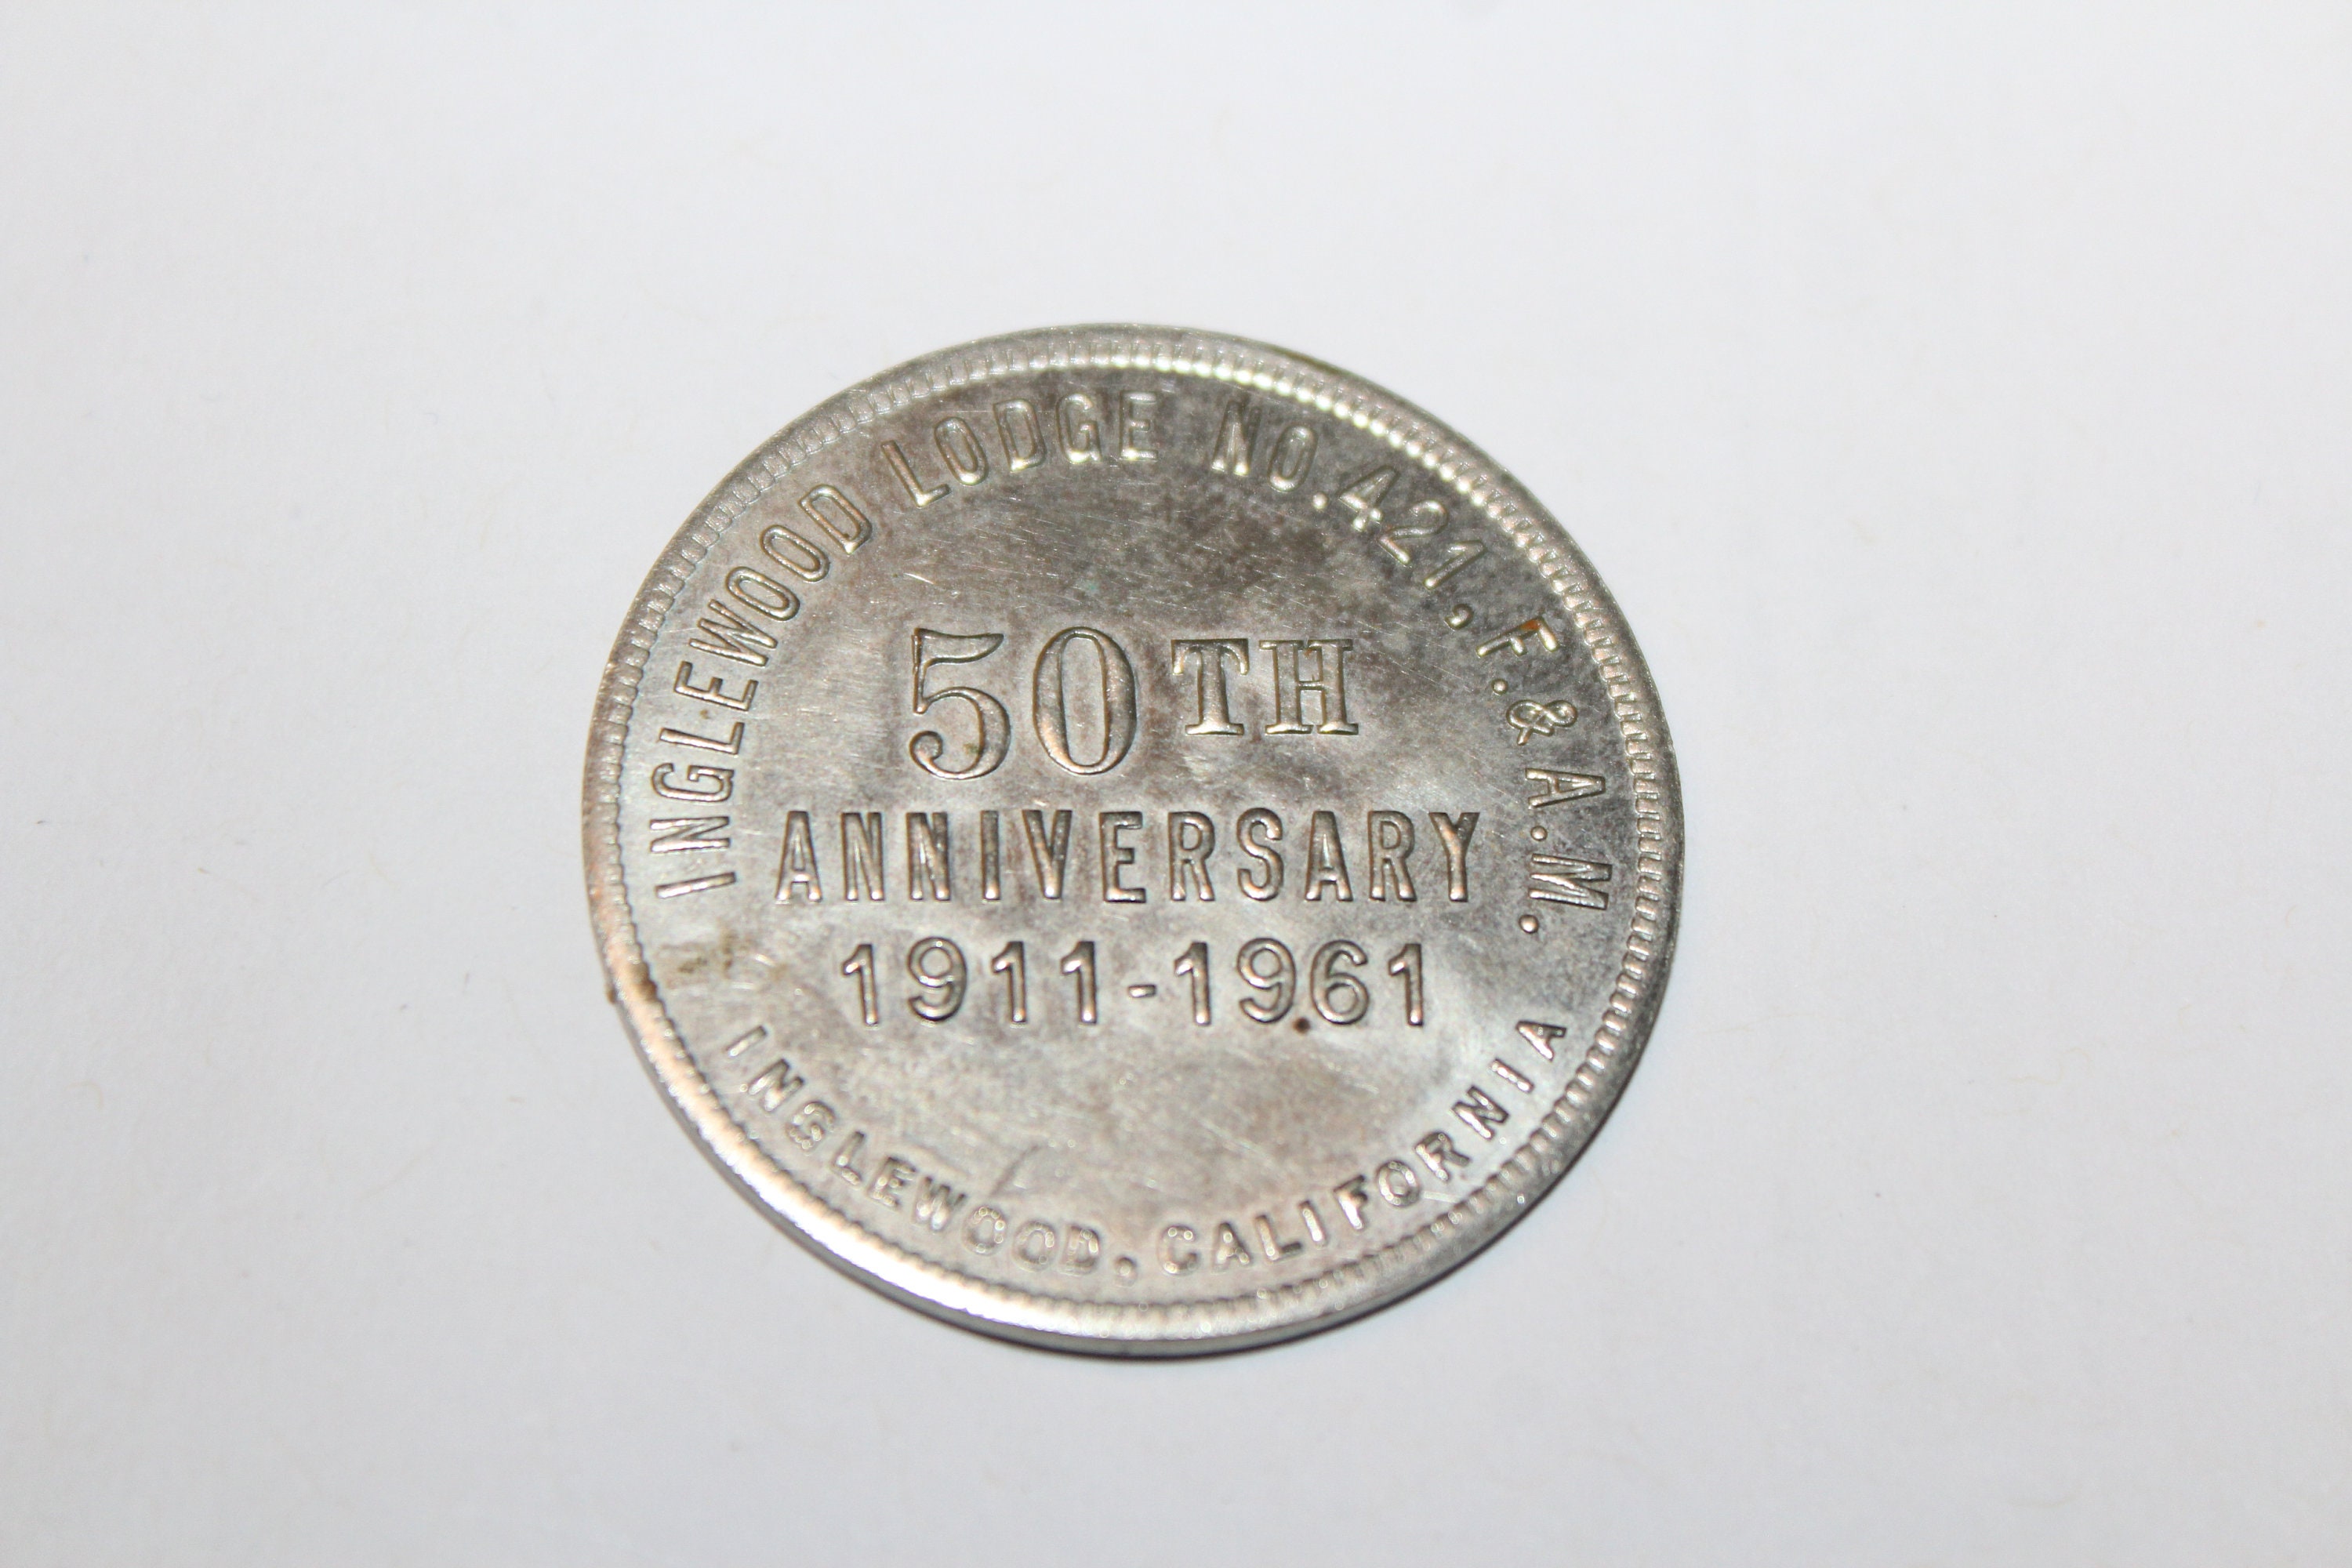 INGLEWOOD LODGE NO. 421, F. & A. M.
50TH
ANNIVERSARY
1911-1961
INGLEWOOD, CALIFORNIA